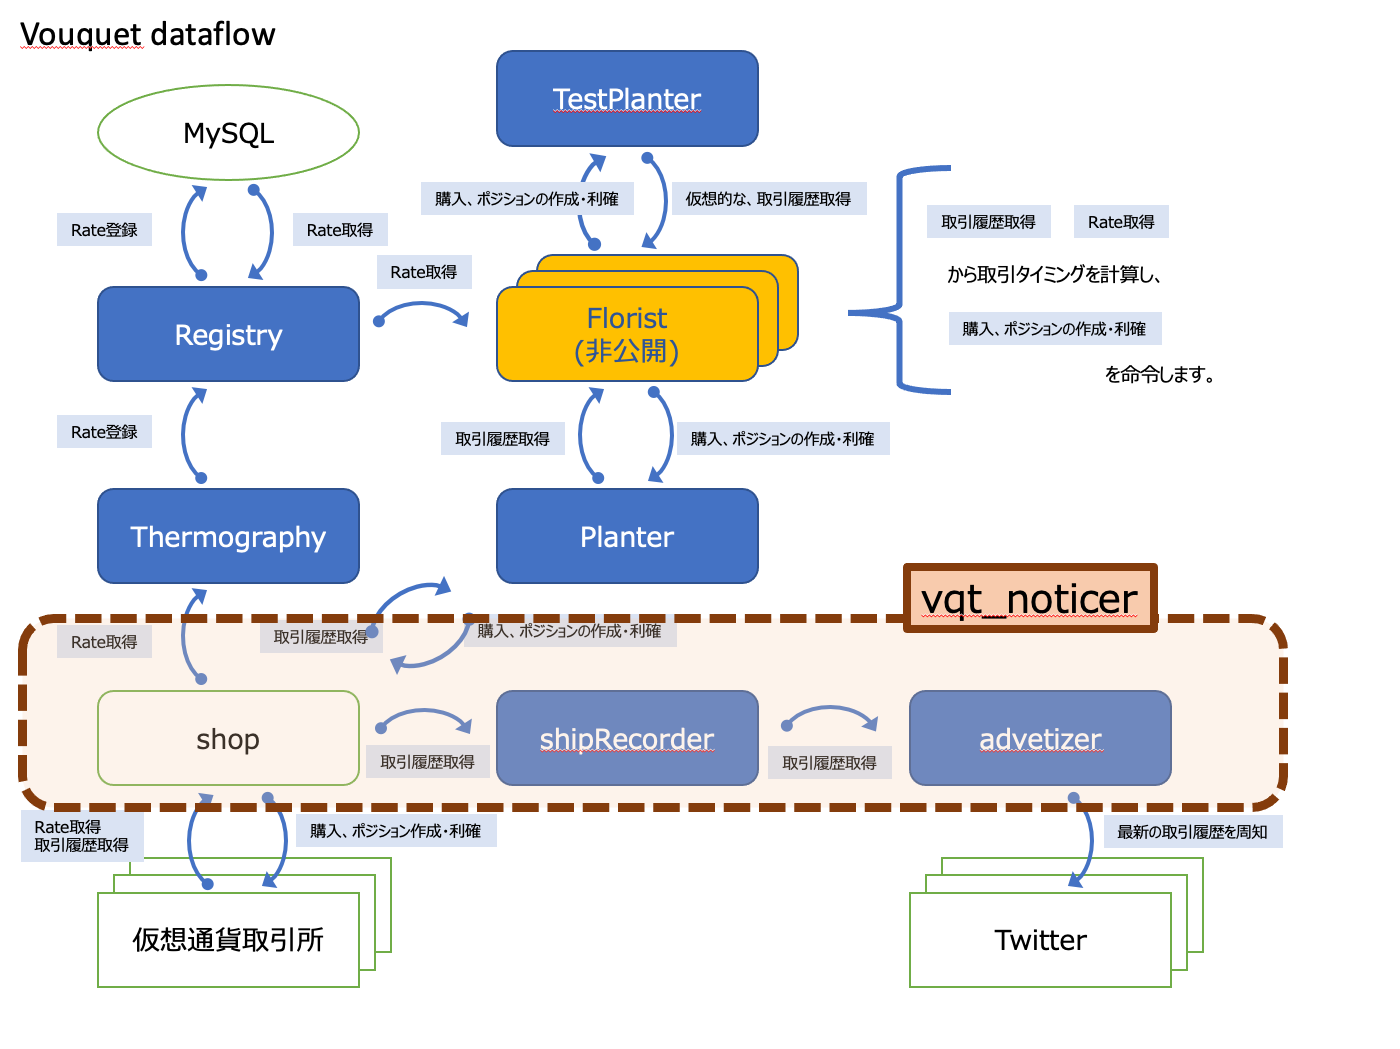 Vouquet dataflow
TestPlanter
MySQL
購入、ポジションの作成・利確
仮想的な、取引履歴取得
Rate登録
Rate取得
Rate取得
取引履歴取得
Rate取得
から取引タイミングを計算し、
購入、ポジションの作成・利確
を命令します。
Registry
Florist
(非公開)
Rate登録
取引履歴取得
購入、ポジションの作成・利確
Thermography
Planter
vqt_noticer
Rate取得
取引履歴取得
購入、ポジションの作成・利確
shop
取引履歴取得
shipRecorder
取引履歴取得
advetizer
Rate取得
取引履歴取得
購入、ポジション作成・利確
最新の取引履歴を周知
仮想通貨取引所
Twitter